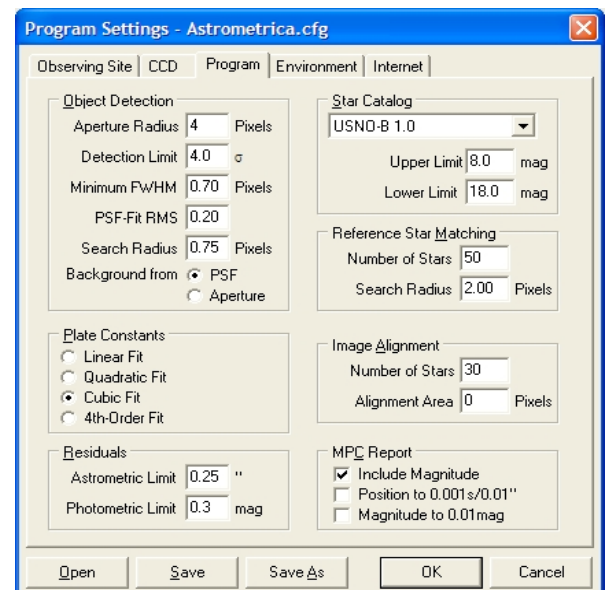 Program Settings - Astrometrica.cfg
Observing Site CCD Program Environment Internet
Object Detection
Aperture Radius 4 Pixels
Detection Limit 4.0 σ
Minimum FWHM 0.70 Pixels
PSF-Fit RMS 0.20
Search Radius 0.75 Pixels
Background from PSF
Aperture
Plate Constants
Linear Fit
Quadratic Fit
Cubic Fit
4th-Order Fit
Residuals
Astrometric Limit 0.25 "
Photometric Limit 0.3 mag
Star Catalog
USNO-B 1.0
Upper Limit 8.0 mag
Lower Limit 18.0 mag
Reference Star Matching
Number of Stars 50
Search Radius 2.00 Pixels
Image Alignment
Number of Stars 30
Alignment Area 0 Pixels
MPC Report
Include Magnitude
Position to 0.001s/0.01"
Magnitude to 0.01mag
Open Save Save As OK Cancel